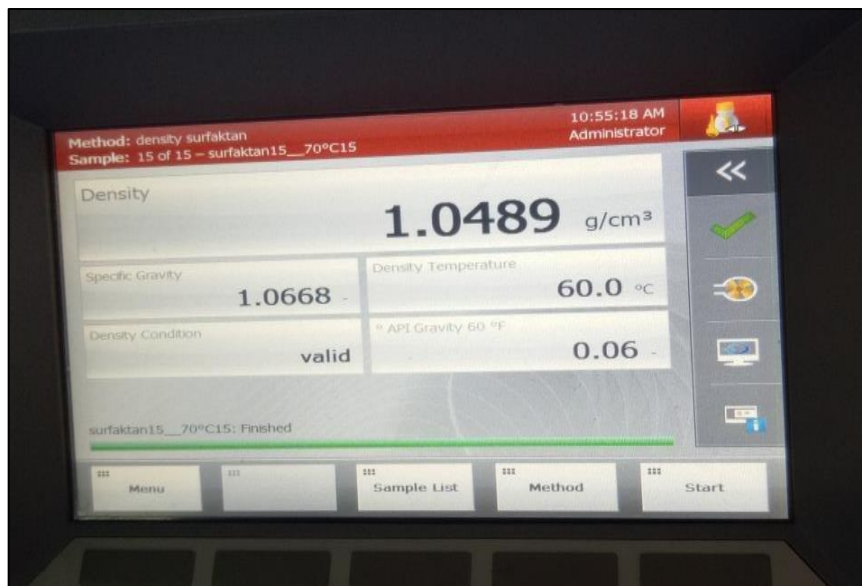 Method: density surfaktan
Sample: 15 of 15 – surfaktan15__70°C15
10:55:18 AM
Administrator
Density
1.0489 g/cm³
Specific Gravity
1.0668 -
Density Temperature
60.0 °C
Density Condition
valid
° API Gravity 60 °F
0.06 -
surfaktan15__70°C15: Finished
Menu
Sample List
Method
Start